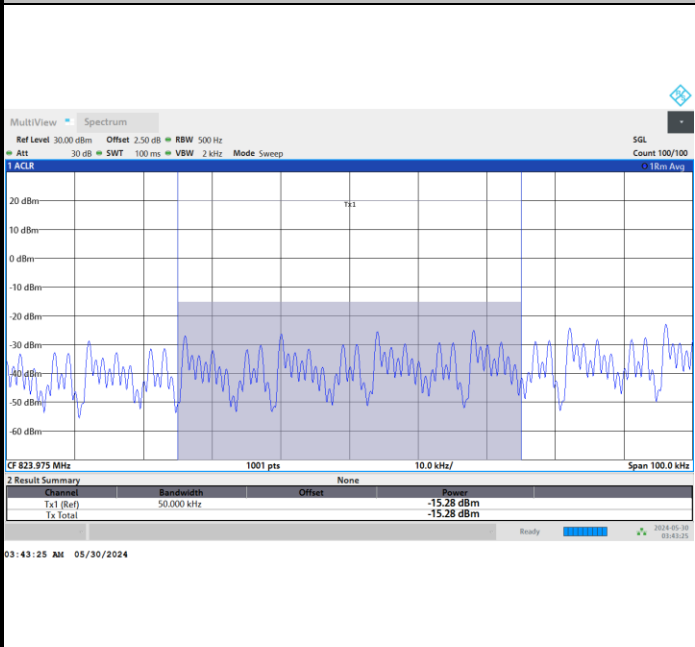 MultiView Spectrum
Ref Level 30.00 dBm Offset 2.50 dB RBW 500 Hz SGL
Att 30 dB SWT 100 ms VBW 2 kHz Mode Sweep Count 100/100
1 ACLR 1Rm Avg
Tx1
20 dBm
10 dBm
0 dBm
-10 dBm
-20 dBm
-30 dBm
-40 dBm
-50 dBm
-60 dBm
CF 823.975 MHz 1001 pts 10.0 kHz/ Span 100.0 kHz
2 Result Summary None
Channel Bandwidth Offset Power
Tx1 (Ref) 50.000 kHz -15.28 dBm
Tx Total -15.28 dBm
Ready 2024-05-30
03:43:25
03:43:25 AM 05/30/2024